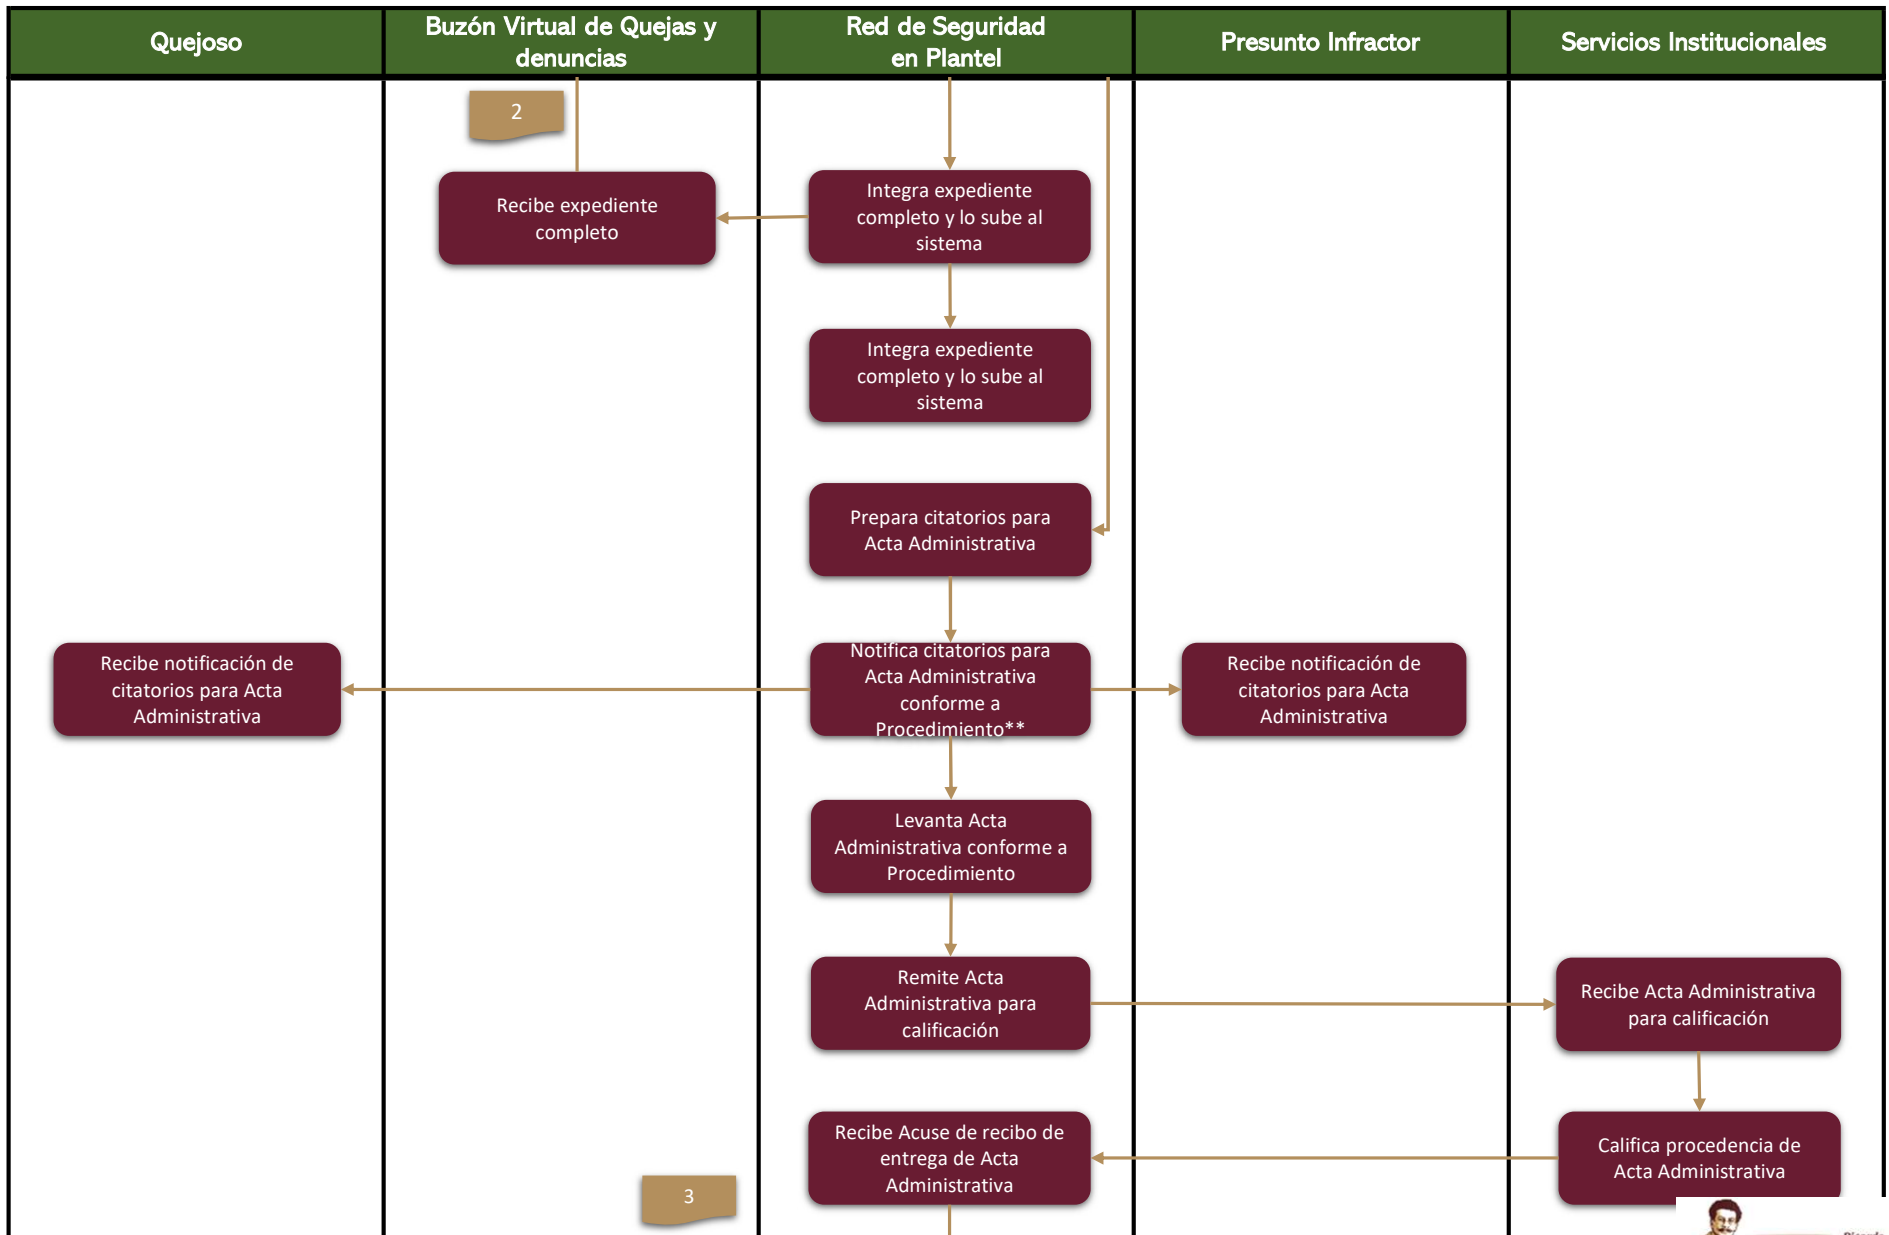 Quejoso
Buzón Virtual de Quejas y
denuncias
Red de Seguridad
en Plantel
Presunto Infractor
Servicios Institucionales
2
Recibe expediente
completo
Integra expediente
completo y lo sube al
sistema
Integra expediente
completo y lo sube al
sistema
Prepara citatorios para
Acta Administrativa
Recibe notificación de
citatorios para Acta
Administrativa
Notifica citatorios para
Acta Administrativa
conforme a
Procedimiento**
Recibe notificación de
citatorios para Acta
Administrativa
Levanta Acta
Administrativa conforme a
Procedimiento
Remite Acta
Administrativa para
calificación
Recibe Acta Administrativa
para calificación
Recibe Acuse de recibo de
entrega de Acta
Administrativa
Califica procedencia de
Acta Administrativa
3